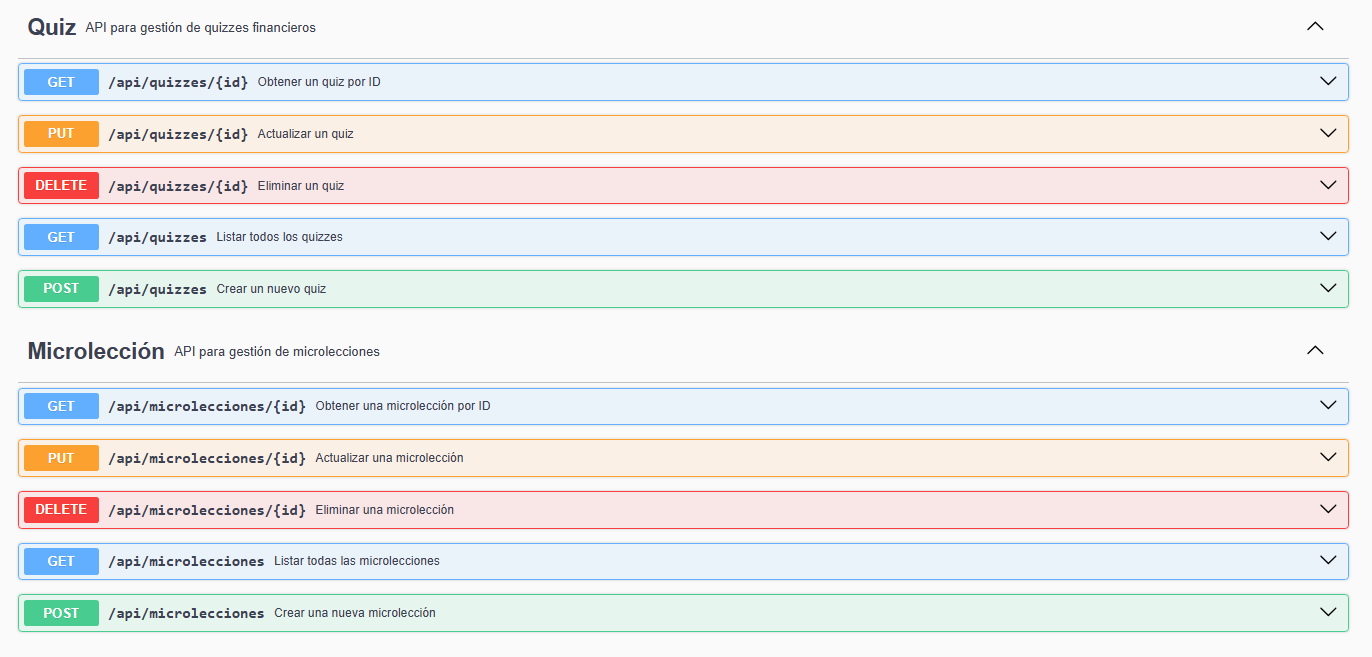 Quiz API para gestión de quizzes financieros
GET /api/quizzes/{id} Obtener un quiz por ID
PUT /api/quizzes/{id} Actualizar un quiz
DELETE /api/quizzes/{id} Eliminar un quiz
GET /api/quizzes Listar todos los quizzes
POST /api/quizzes Crear un nuevo quiz
Microlección API para gestión de microlecciones
GET /api/microlecciones/{id} Obtener una microlección por ID
PUT /api/microlecciones/{id} Actualizar una microlección
DELETE /api/microlecciones/{id} Eliminar una microlección
GET /api/microlecciones Listar todas las microlecciones
POST /api/microlecciones Crear una nueva microlección